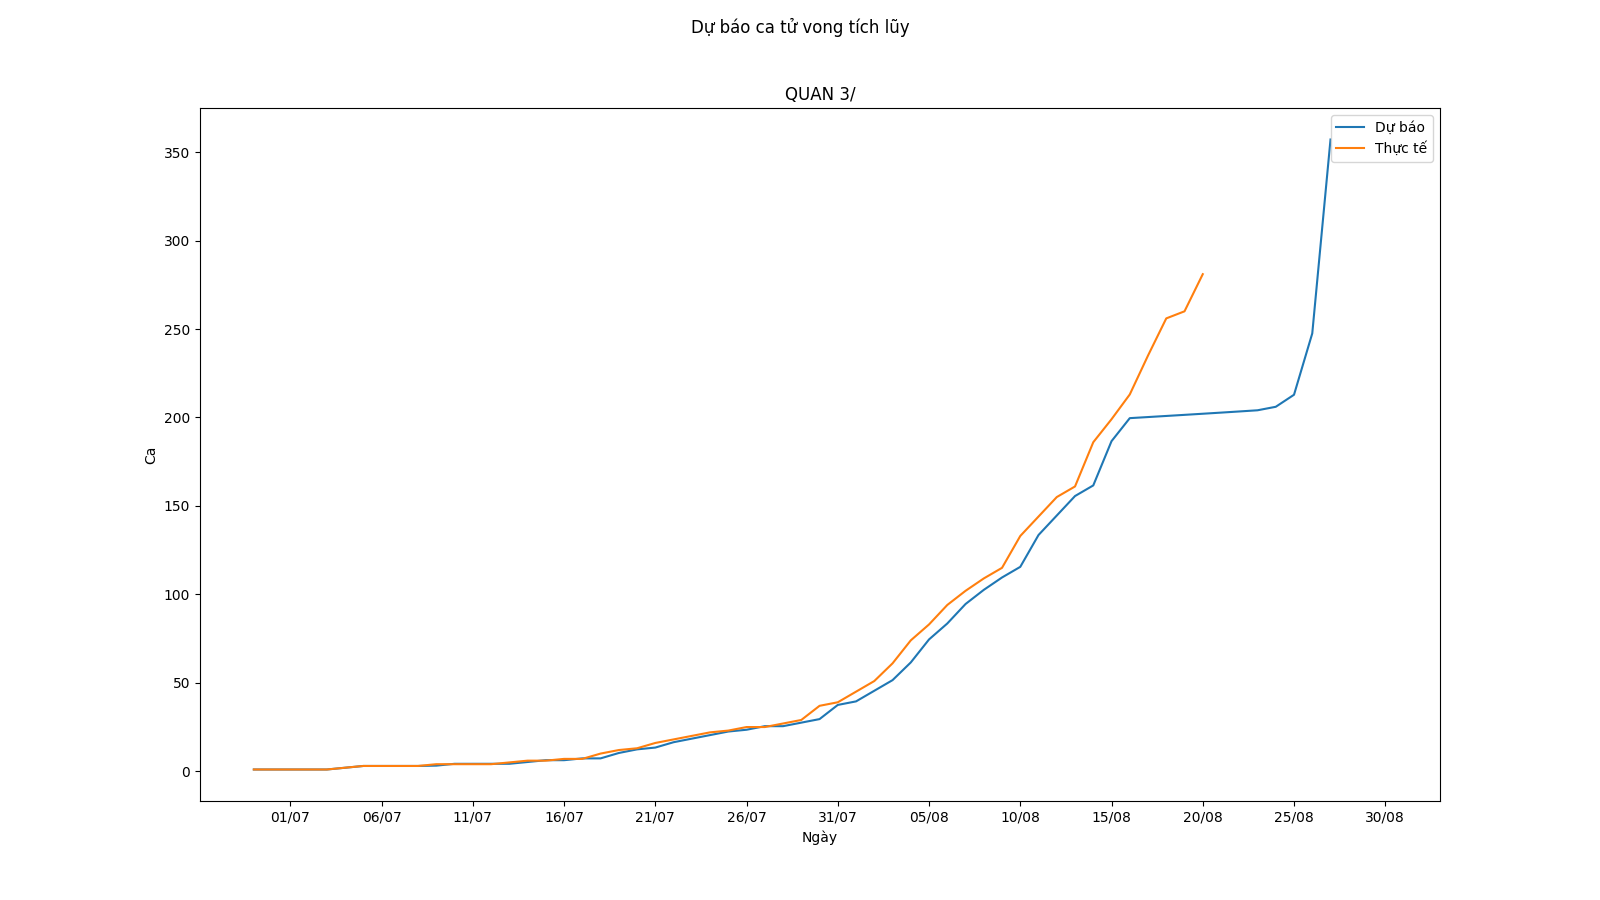 Dự báo ca tử vong tích lũy
QUAN 3/
Dự báo
Thực tế
350
300
250
200
150
100
50
0
Ca
01/07 06/07 11/07 16/07 21/07 26/07 31/07 05/08 10/08 15/08 20/08 25/08 30/08
Ngày